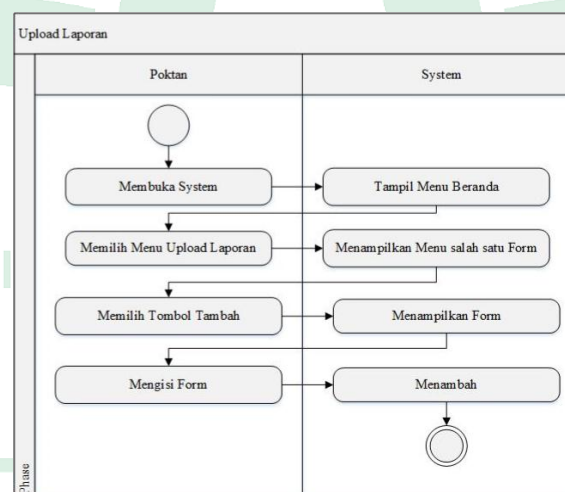 Upload Laporan
Poktan
System
Membuka System
Tampil Menu Beranda
Memilih Menu Upload Laporan
Menampilkan Menu salah satu Form
Memilih Tombol Tambah
Menampilkan Form
Mengisi Form
Menambah
Phase